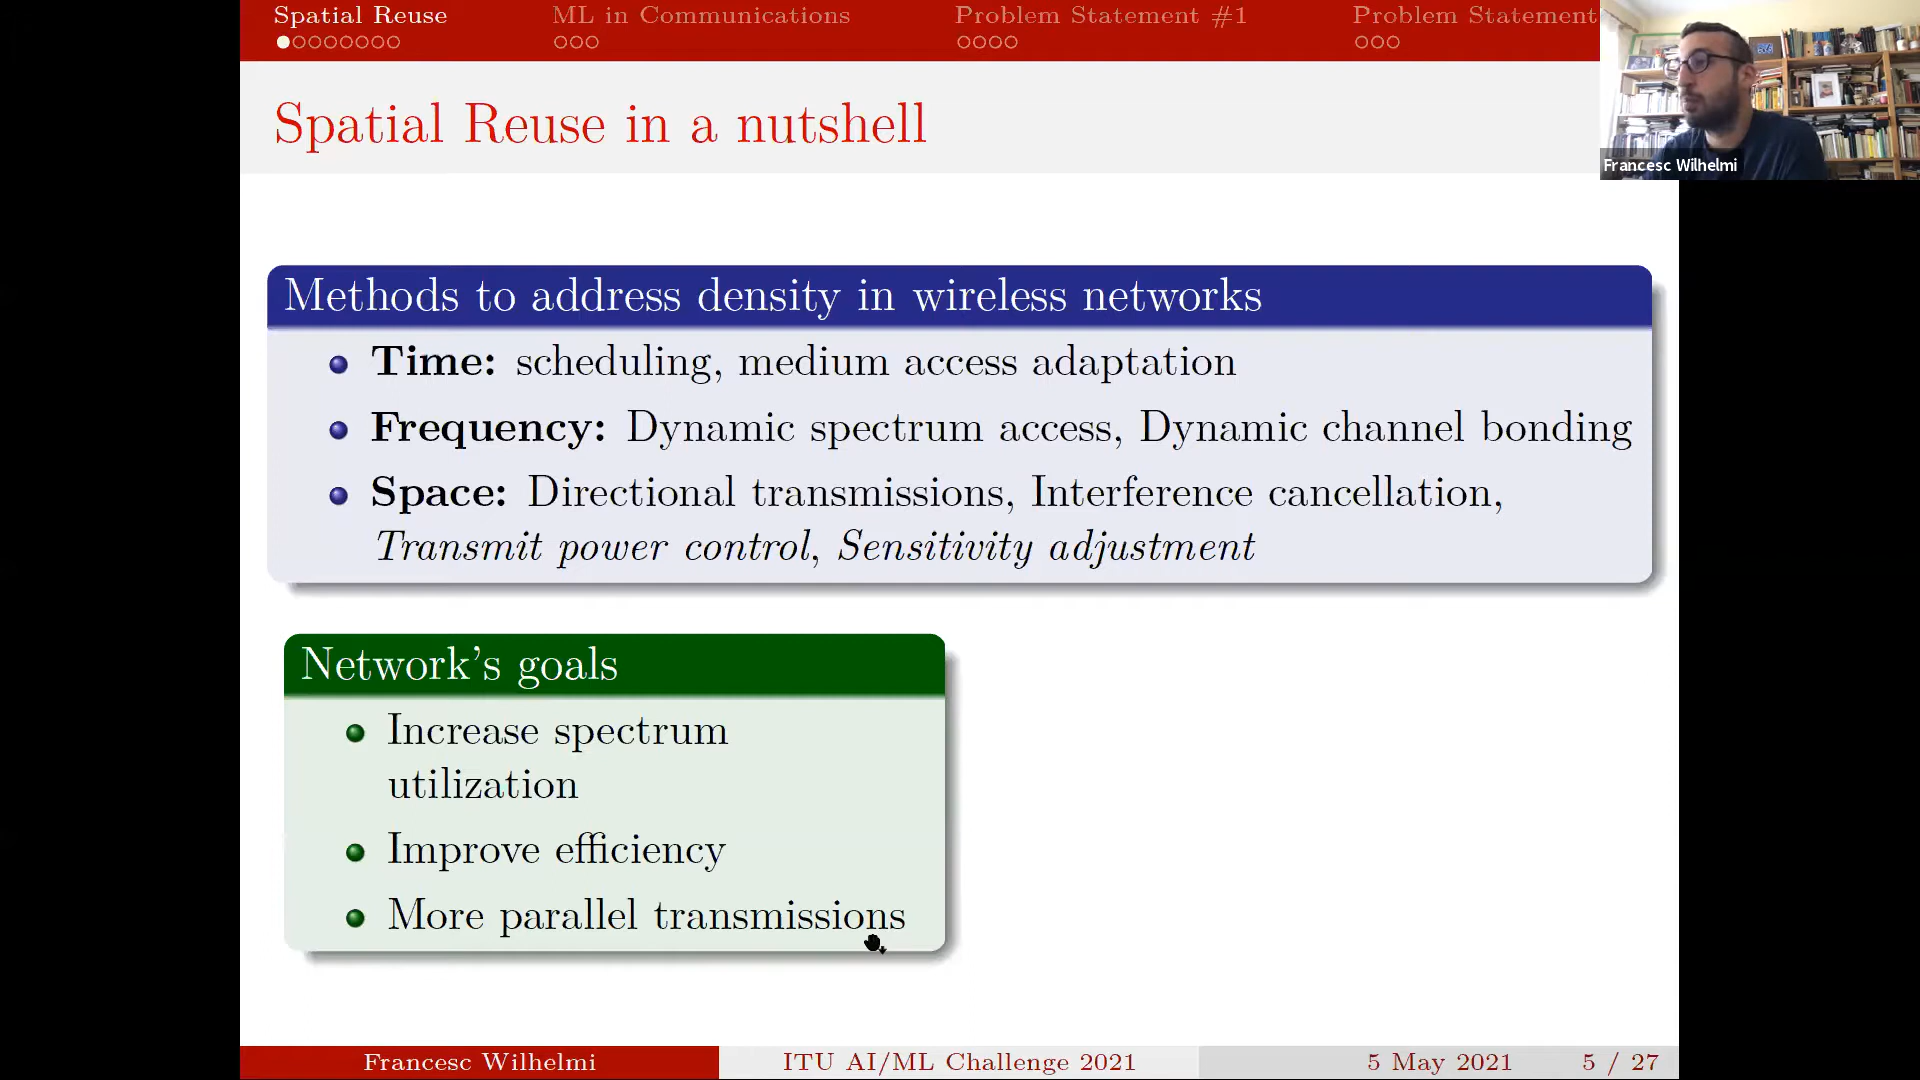 Spatial Reuse
ML in Communications
Problem Statement #1
Problem Statement
Francesc Wilhelmi
Spatial Reuse in a nutshell
Methods to address density in wireless networks
Time: scheduling, medium access adaptation
Frequency: Dynamic spectrum access, Dynamic channel bonding
Space: Directional transmissions, Interference cancellation,
Transmit power control, Sensitivity adjustment
Network's goals
Increase spectrum
utilization
Improve efficiency
More parallel transmissions
Francesc Wilhelmi
ITU AI/ML Challenge 2021
5 May 2021
5 / 27